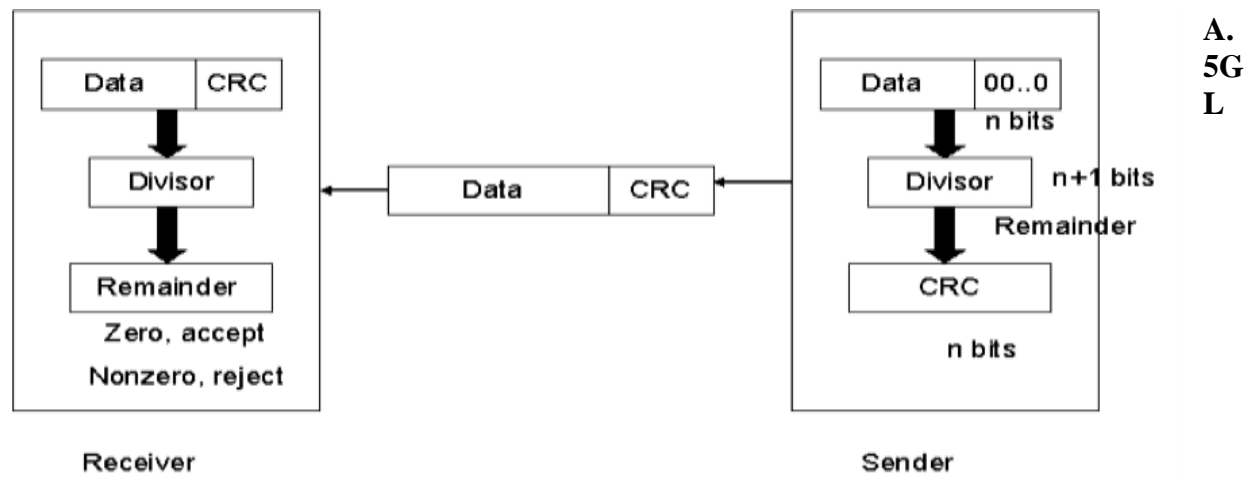 Data CRC
Divisor
Remainder
Zero, accept
Nonzero, reject
Receiver
Data CRC
Data 00..0
n bits
Divisor n+1 bits
Remainder
CRC
n bits
Sender
A.
5G
L